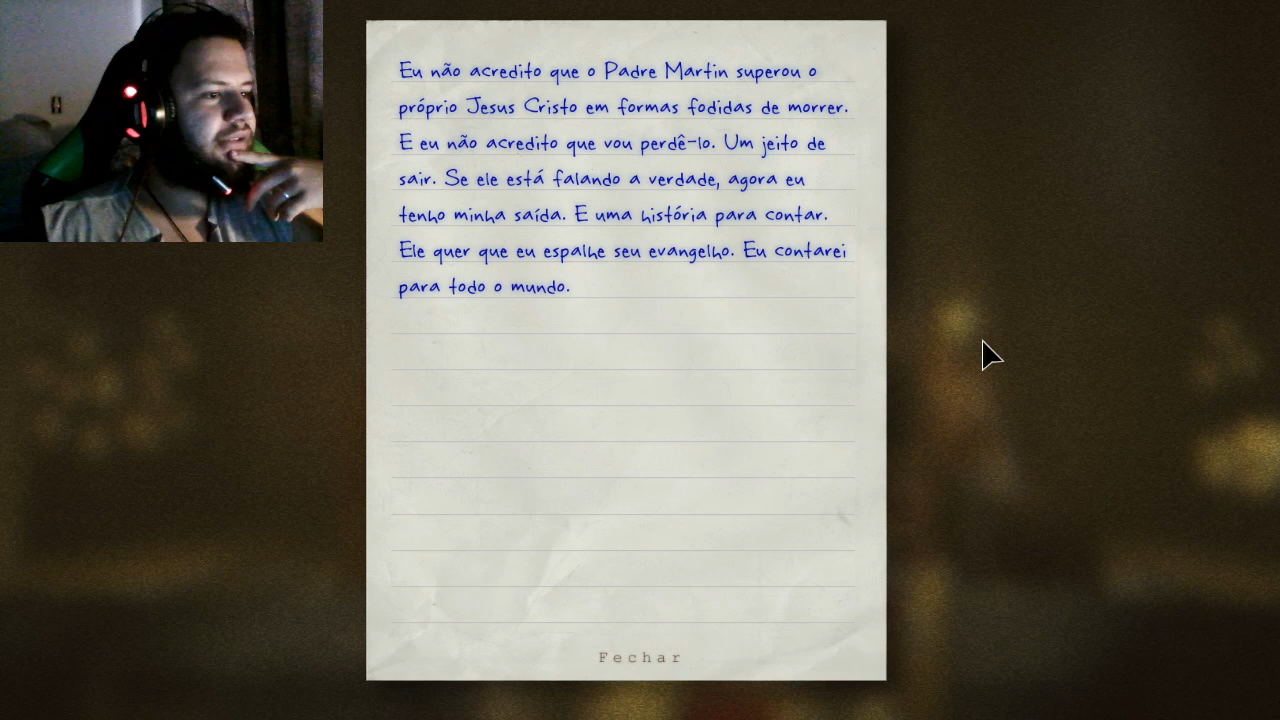 Eu não acredito que o Padre Martin superou o
próprio Jesus Cristo em formas fodidas de morrer.
E eu não acredito que vou perdê-lo. Um jeito de
sair. Se ele está falando a verdade, agora eu
tenho minha saída. E uma história para contar.
Ele quer que eu espalhe seu evangelho. Eu contarei
para todo o mundo.
Fechar